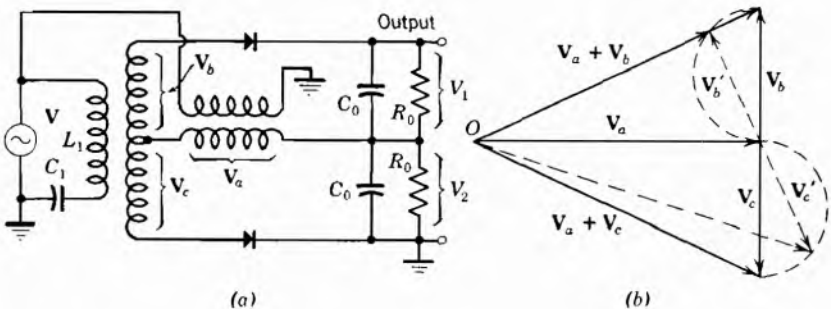 Output
V_b
V_1
V_a + V_b
V_b
V_b'
V
C_0
R_0
L_1
O
V_a
R_0
C_1
V_a
V_c
C_0
V_2
V_c
V_c'
V_a + V_c
(a)
(b)